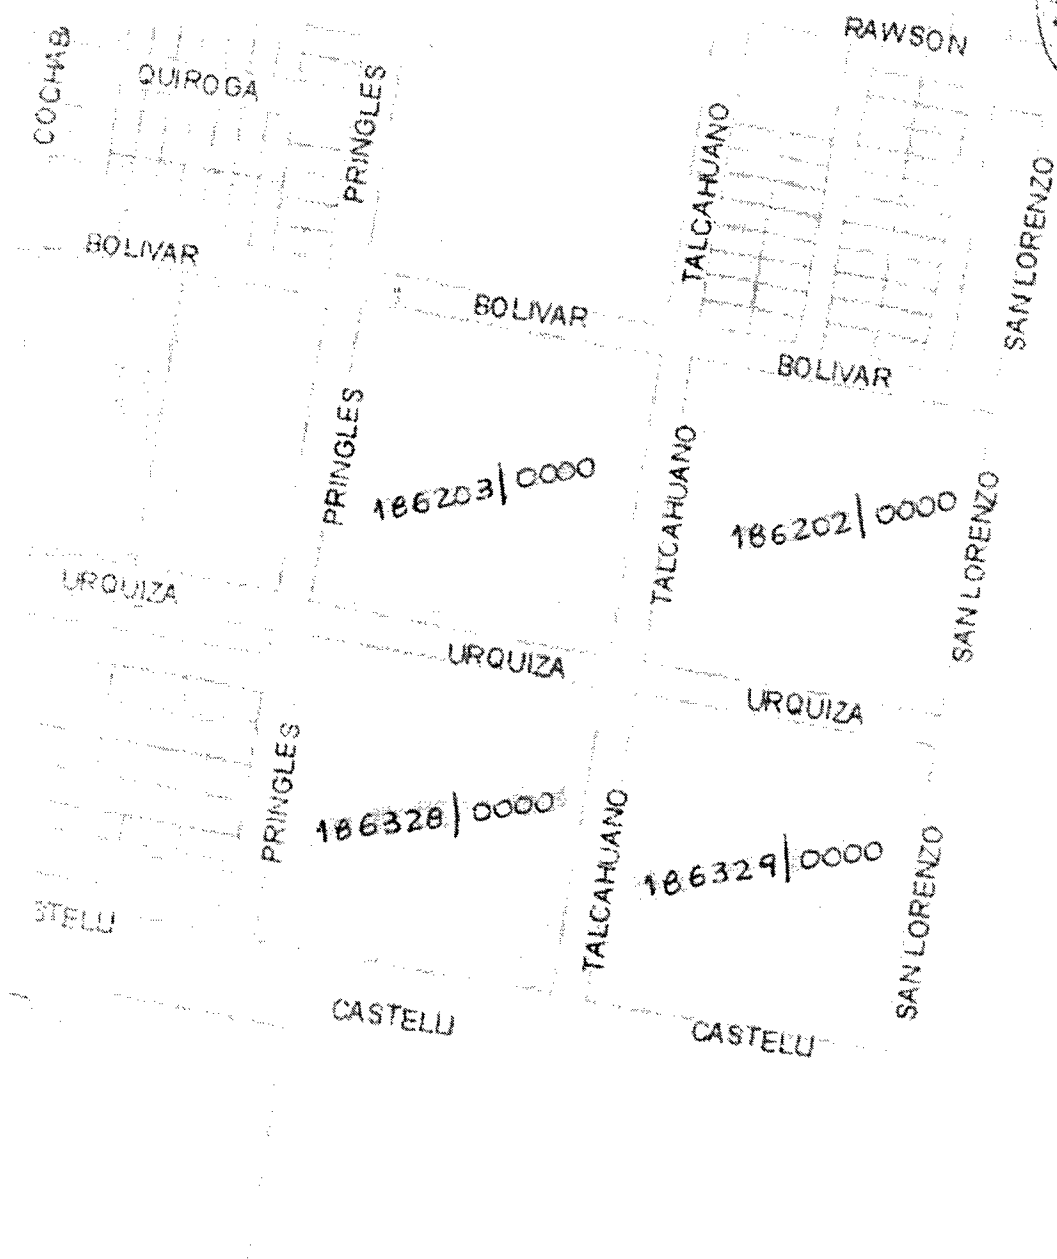 RAWSON
COCHAB
QUIROGA
PRINGLES
TALCAHUANO
SAN LORENZO
BOLIVAR
BOLIVAR
BOLIVAR
PRINGLES
186203|0000
TALCAHUANO
186202|0000
SAN LORENZO
URQUIZA
URQUIZA
URQUIZA
PRINGLES
186328|0000
TALCAHUANO
186329|0000
SAN LORENZO
STELLI
CASTELLI
CASTELLI